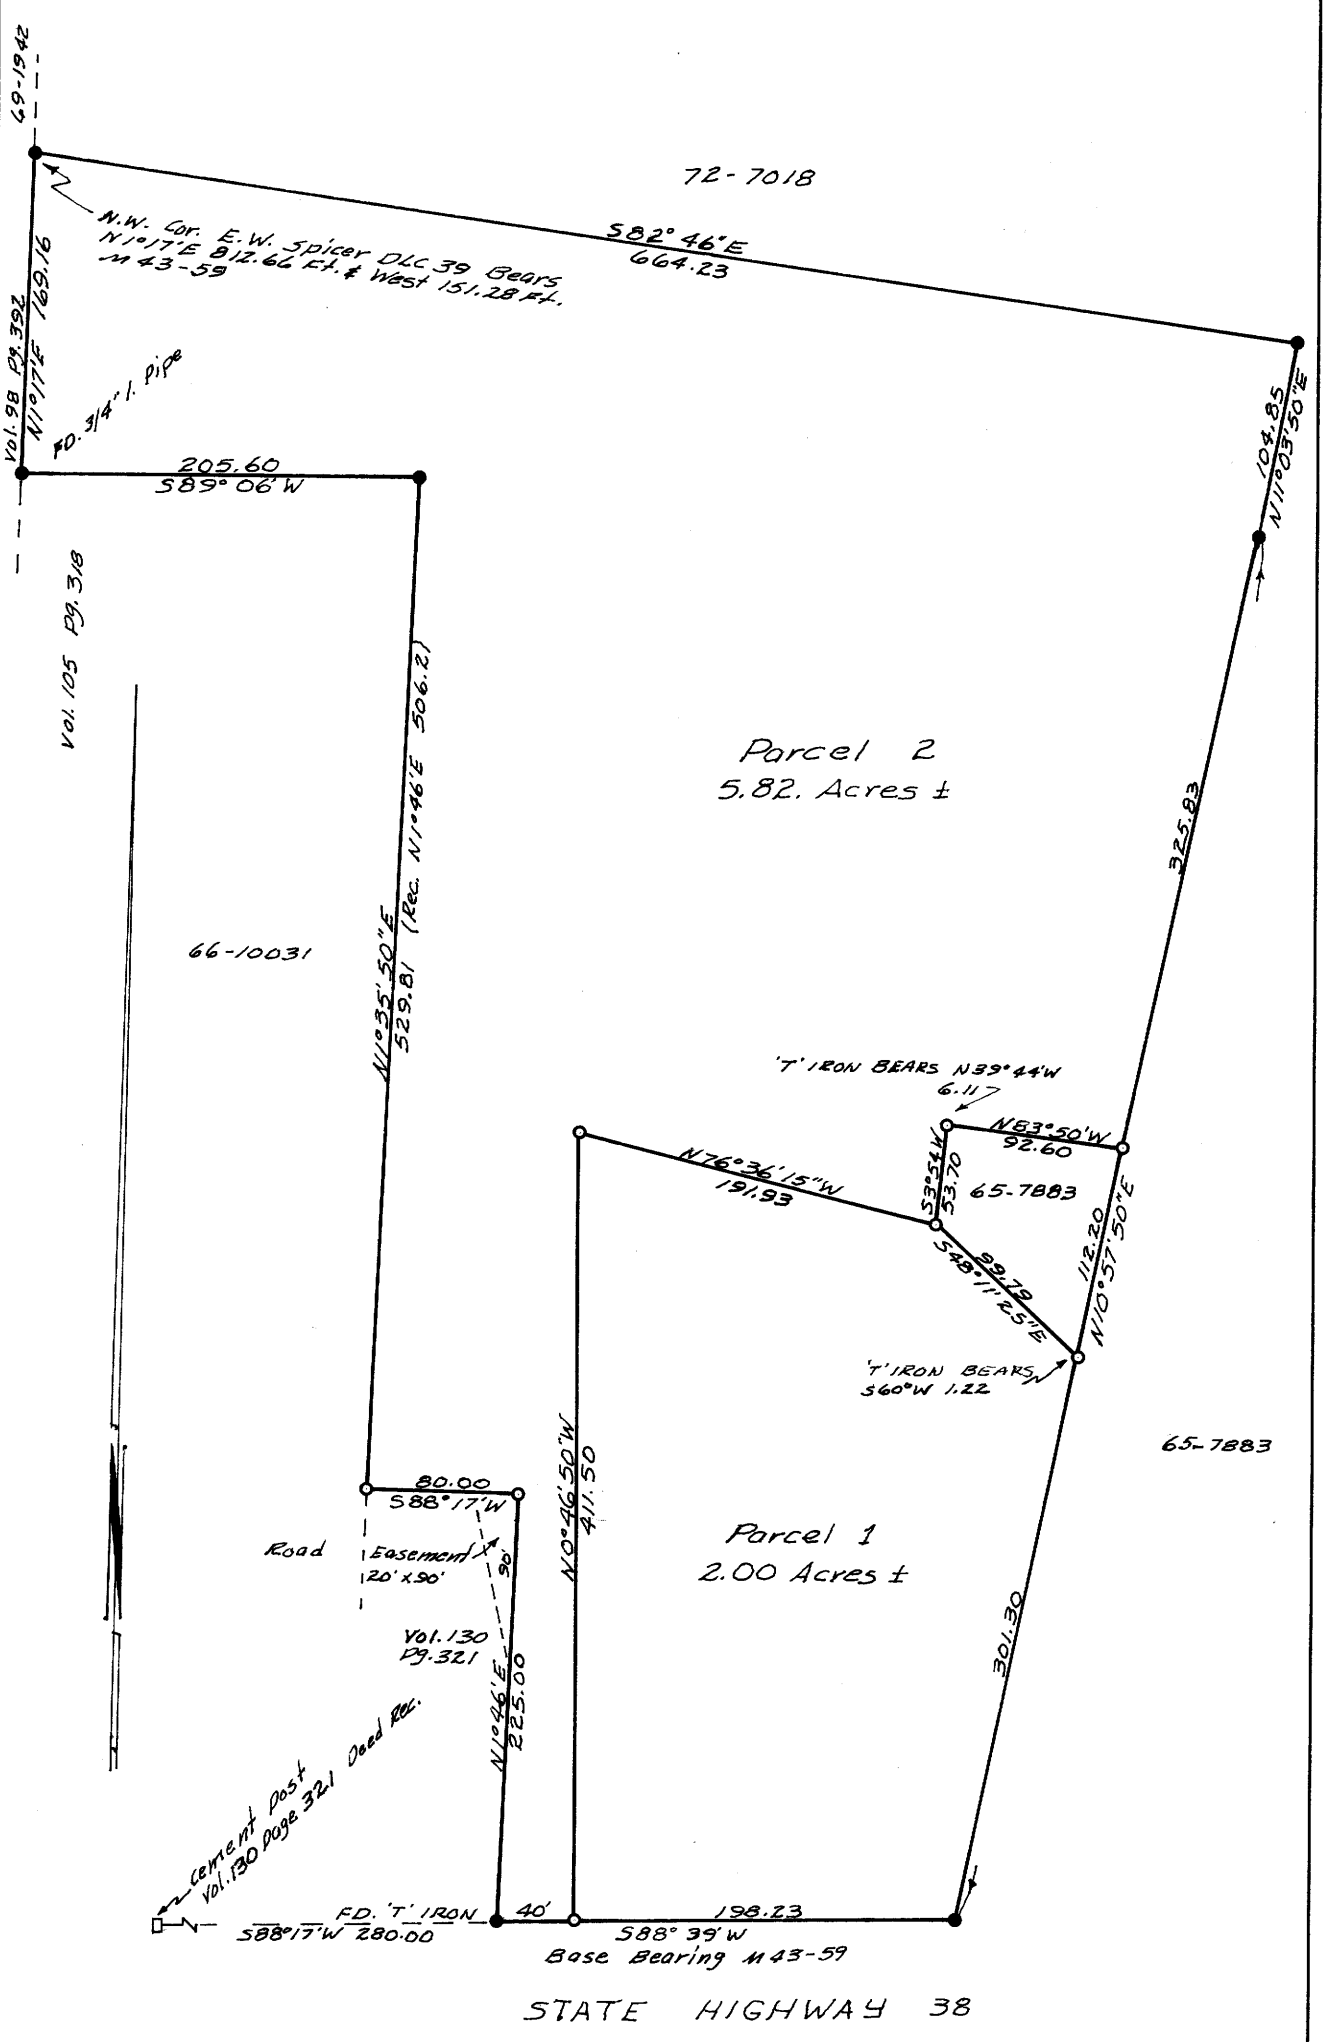 69-1942
72-7018
S82° 46'E
664.23
N.W. Cor. E.W. Spicer DLC 39 Bears
N1°17'E 812.66 Ft. & West 151.28 Ft.
M 43-59
Vol. 98 Pg. 392
N1°17'E 169.16
FD. 3/4" I. Pipe
205.60
S89° 06' W
104.85
N11°03'50"E
Vol. 105 Pg. 318
N1°35'50"E
529.81 (Rec. N1°46'E 506.2)
Parcel 2
5.82. Acres ±
325.83
66-10031
'T' IRON BEARS N39°44'W
6.11
N83°50'W
92.60
S3°54'W
53.70
65-7883
N76°36'15"W
191.93
99.79
S48°11'25"E
112.20
N10°57'50"E
'T' IRON BEARS
S60°W 1.22
65-7883
80.00
S88°17'W
N0°46'50"W
411.50
Parcel 1
2.00 Acres ±
Road Easement
20' x 90'
90'
301.30
Vol. 130
Pg. 321
N1°46'E
225.00
Cement Post
Vol. 130 Page 321 Deed Rec.
FD. 'T' IRON
S88°17'W 280.00
40'
198.23
S88° 39' W
Base Bearing M 43-59
STATE HIGHWAY 38